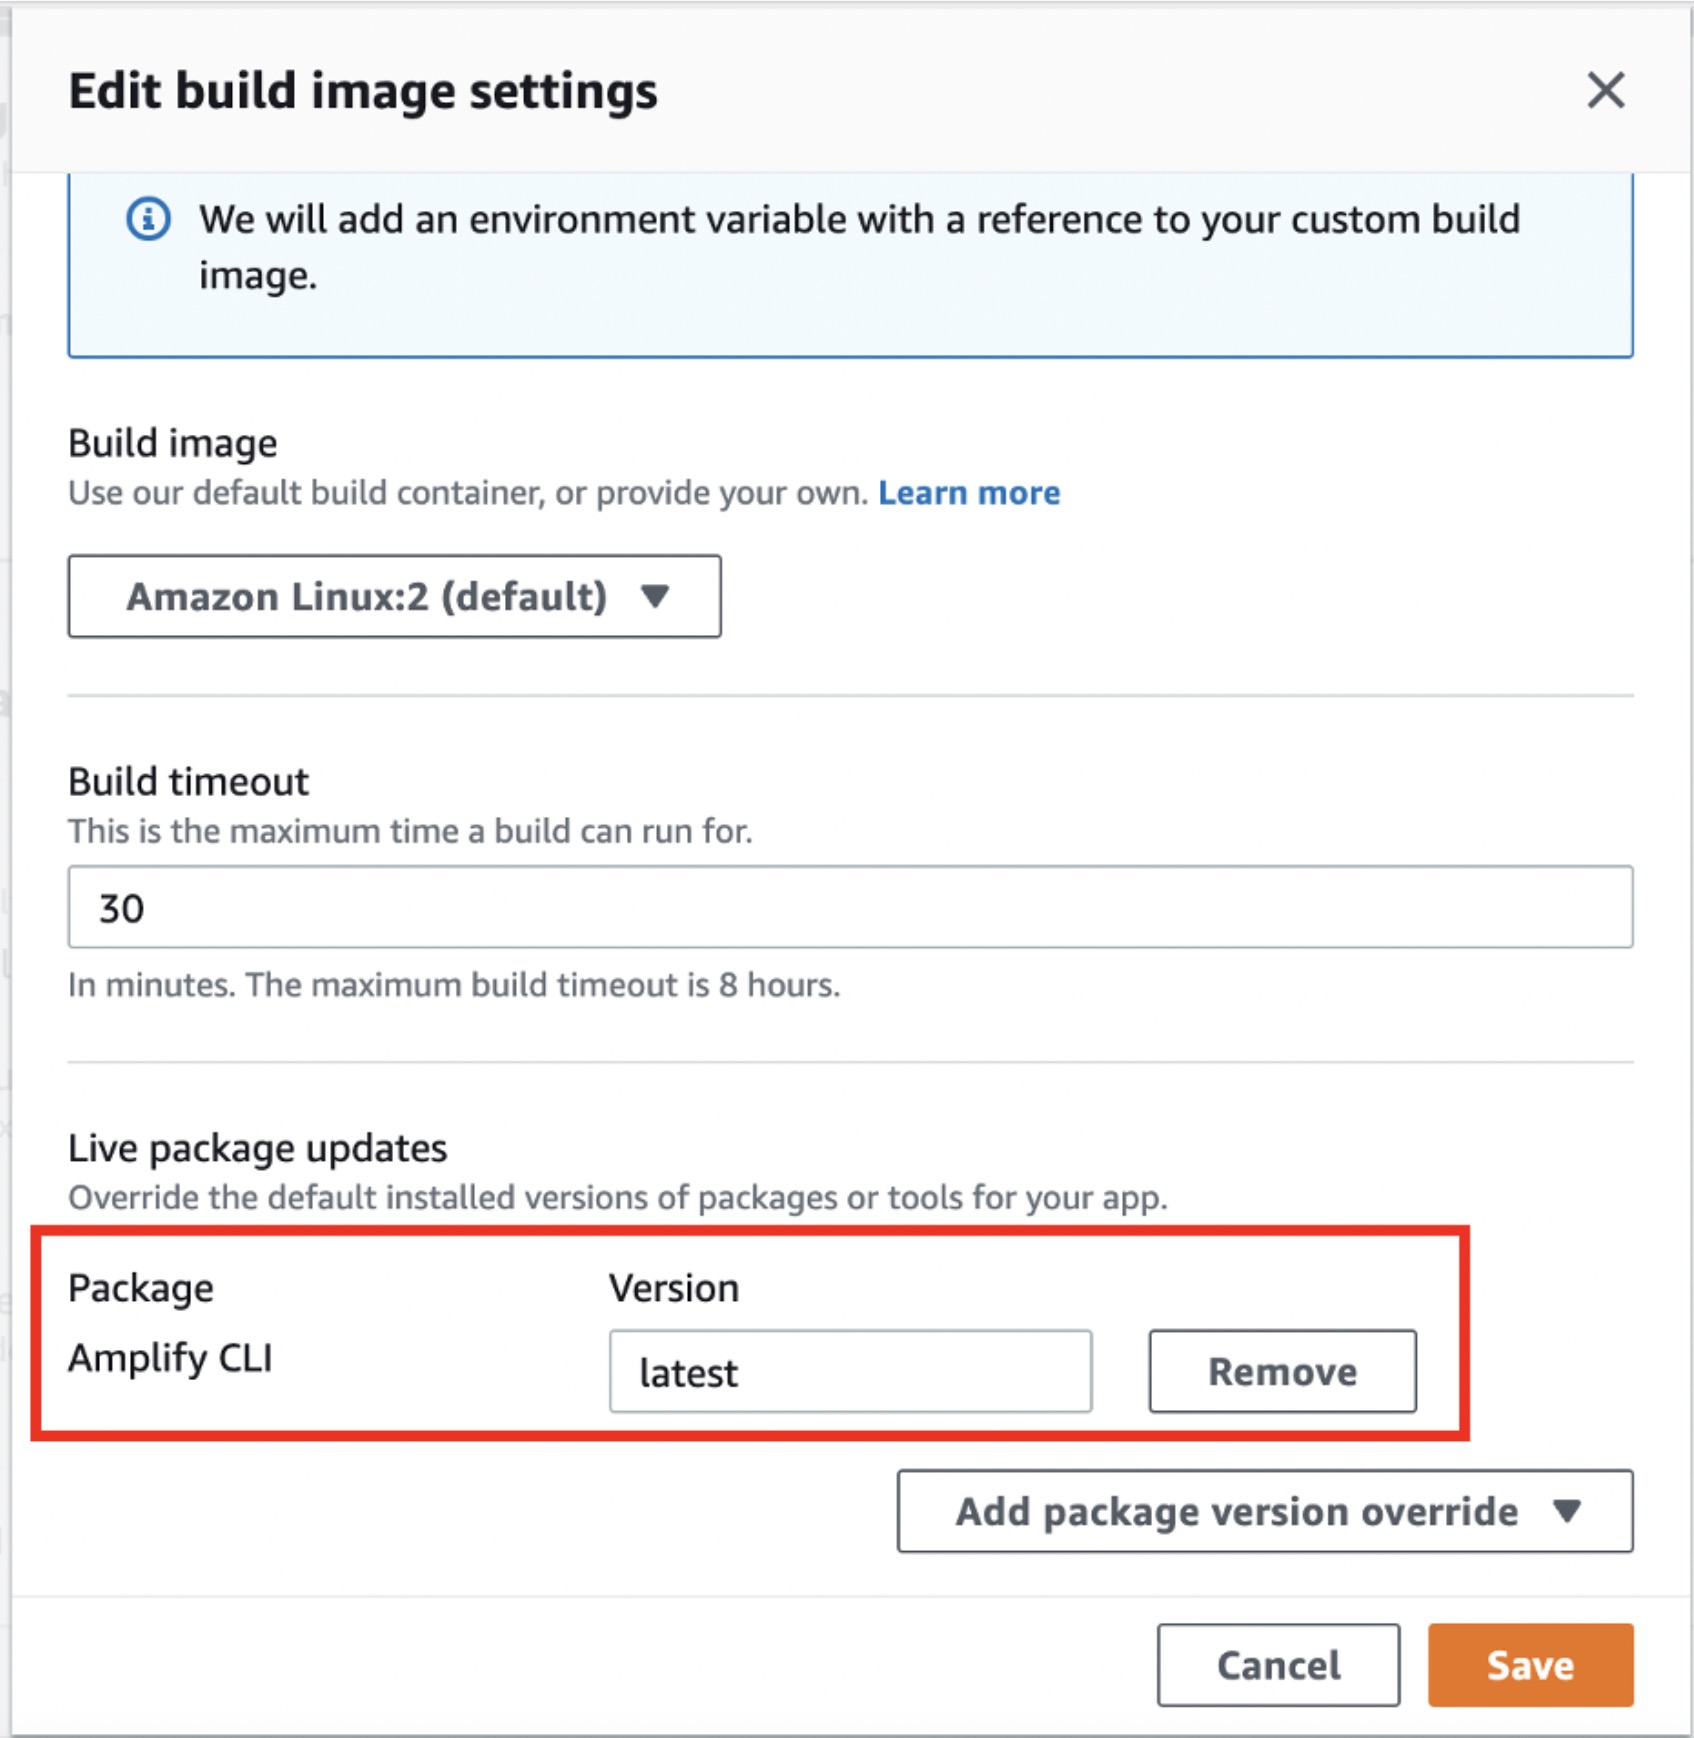 Edit build image settings
We will add an environment variable with a reference to your custom build
image.
Build image
Use our default build container, or provide your own. Learn more
Amazon Linux:2 (default)
Build timeout
This is the maximum time a build can run for.
30
In minutes. The maximum build timeout is 8 hours.
Live package updates
Override the default installed versions of packages or tools for your app.
Package Version
Amplify CLI latest Remove
Add package version override
Cancel Save